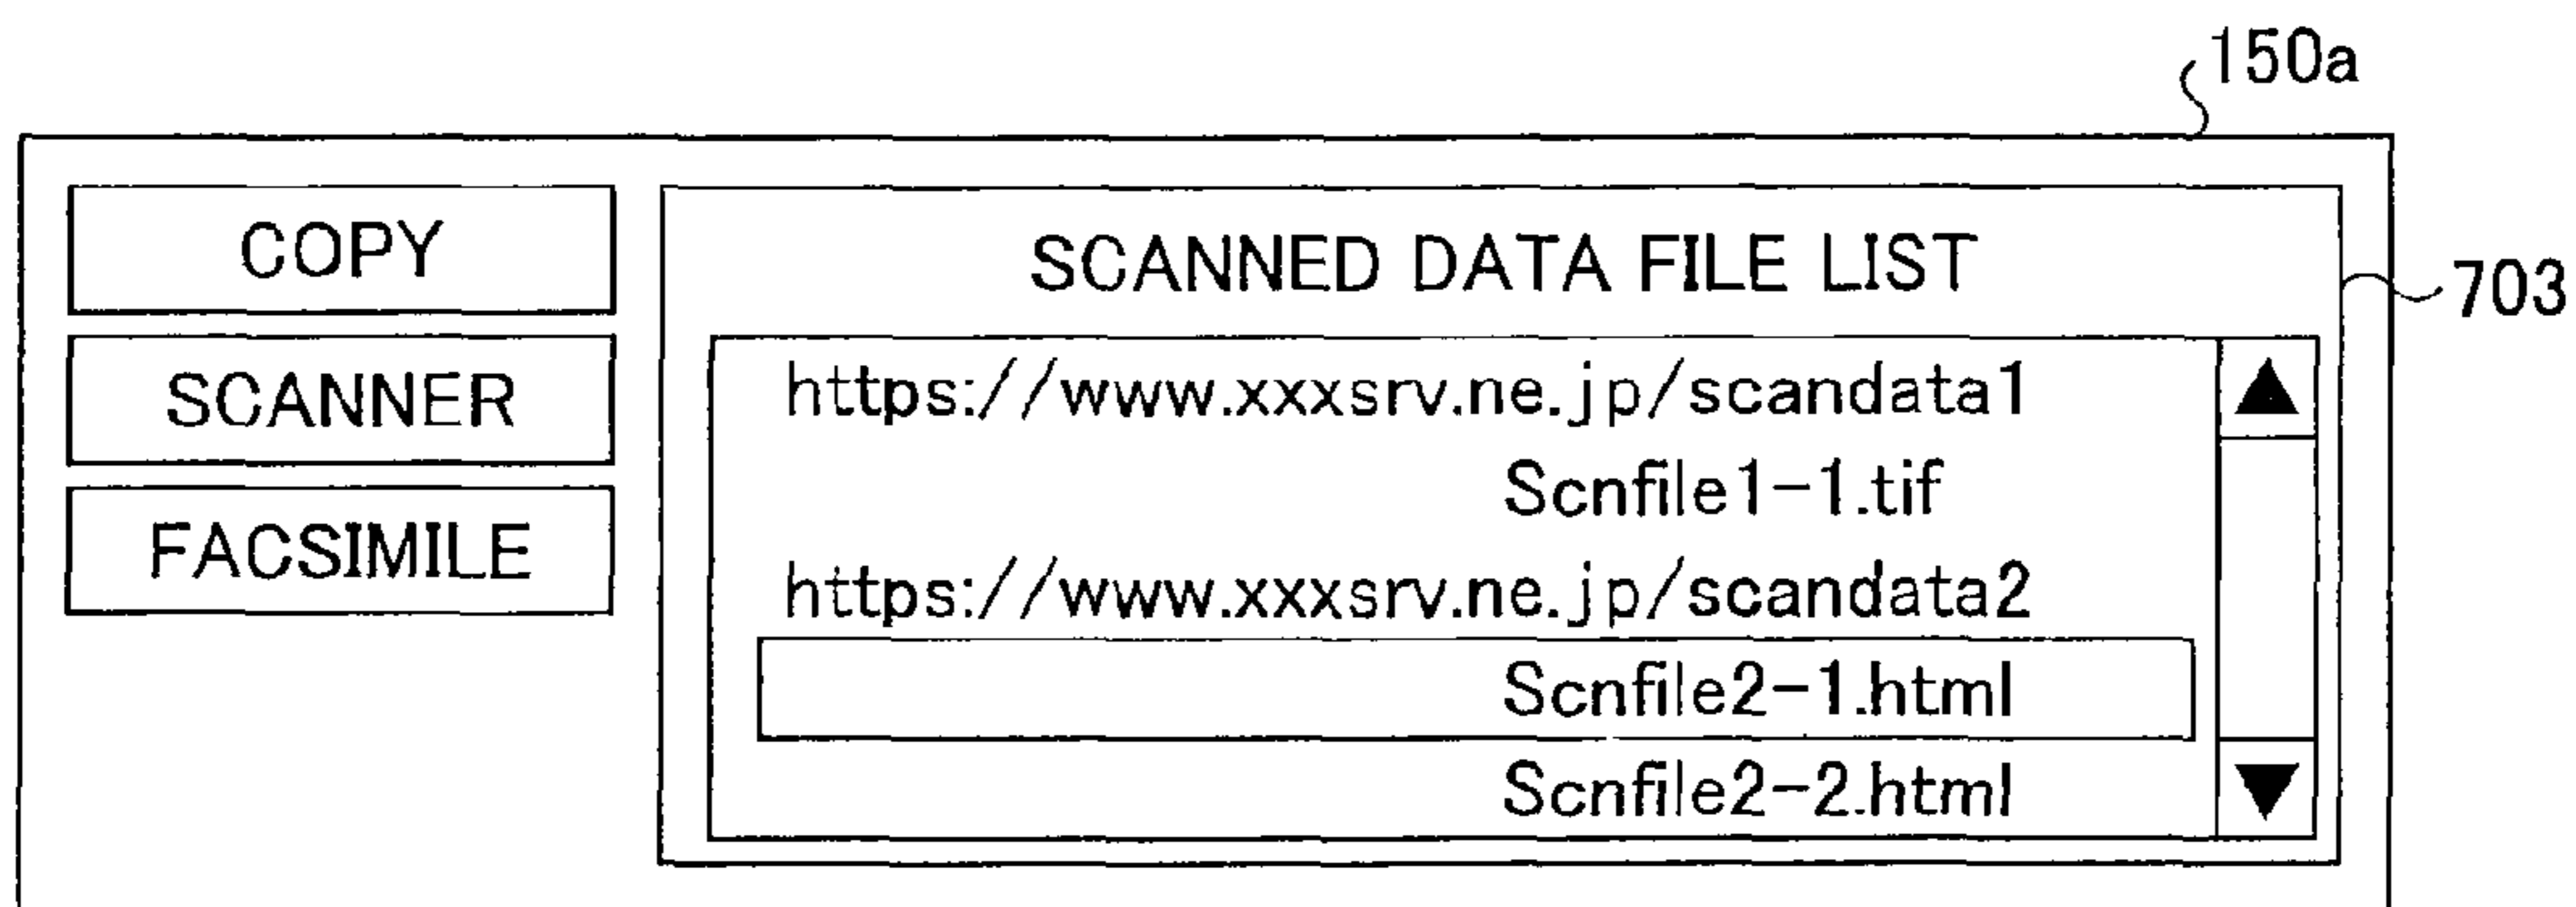 150a
COPY
SCANNER
FACSIMILE
SCANNED DATA FILE LIST
703
https://www.xxxsrv.ne.jp/scandata1
Scnfile1-1.tif
https://www.xxxsrv.ne.jp/scandata2
Scnfile2-1.html
Scnfile2-2.html